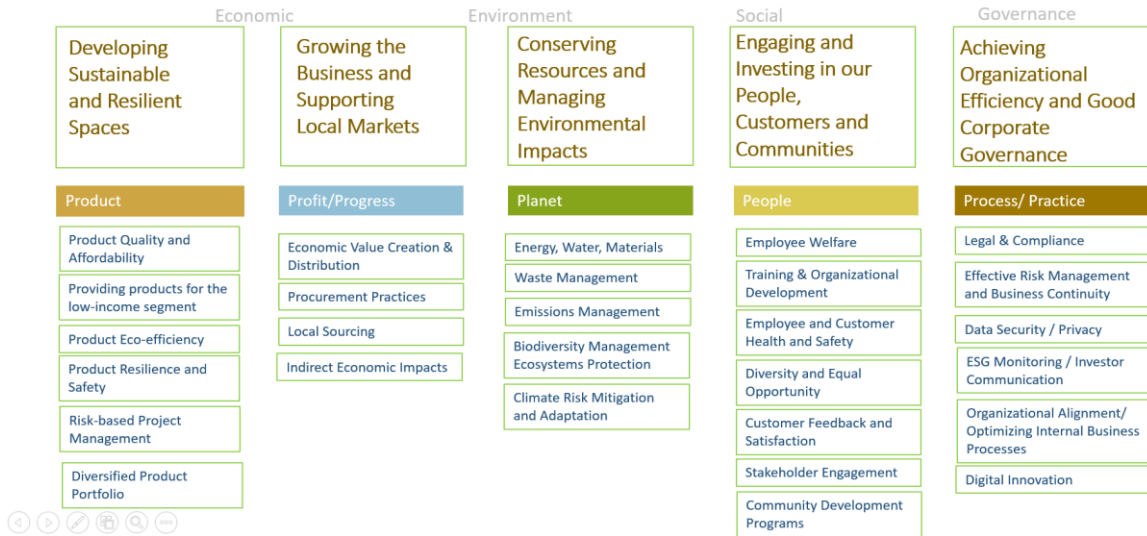 Economic
Environment
Social
Governance
Developing
Sustainable
and Resilient
Spaces
Growing the
Business and
Supporting
Local Markets
Conserving
Resources and
Managing
Environmental
Impacts
Engaging and
Investing in our
People,
Customers and
Communities
Achieving
Organizational
Efficiency and Good
Corporate
Governance
Product
Product Quality and
Affordability
Providing products for the
low-income segment
Product Eco-efficiency
Product Resilience and
Safety
Risk-based Project
Management
Diversified Product
Portfolio
Profit/Progress
Economic Value Creation &
Distribution
Procurement Practices
Local Sourcing
Indirect Economic Impacts
Planet
Energy, Water, Materials
Waste Management
Emissions Management
Biodiversity Management
Ecosystems Protection
Climate Risk Mitigation
and Adaptation
People
Employee Welfare
Training & Organizational
Development
Employee and Customer
Health and Safety
Diversity and Equal
Opportunity
Customer Feedback and
Satisfaction
Stakeholder Engagement
Community Development
Programs
Process/ Practice
Legal & Compliance
Effective Risk Management
and Business Continuity
Data Security / Privacy
ESG Monitoring / Investor
Communication
Organizational Alignment/
Optimizing Internal Business
Processes
Digital Innovation